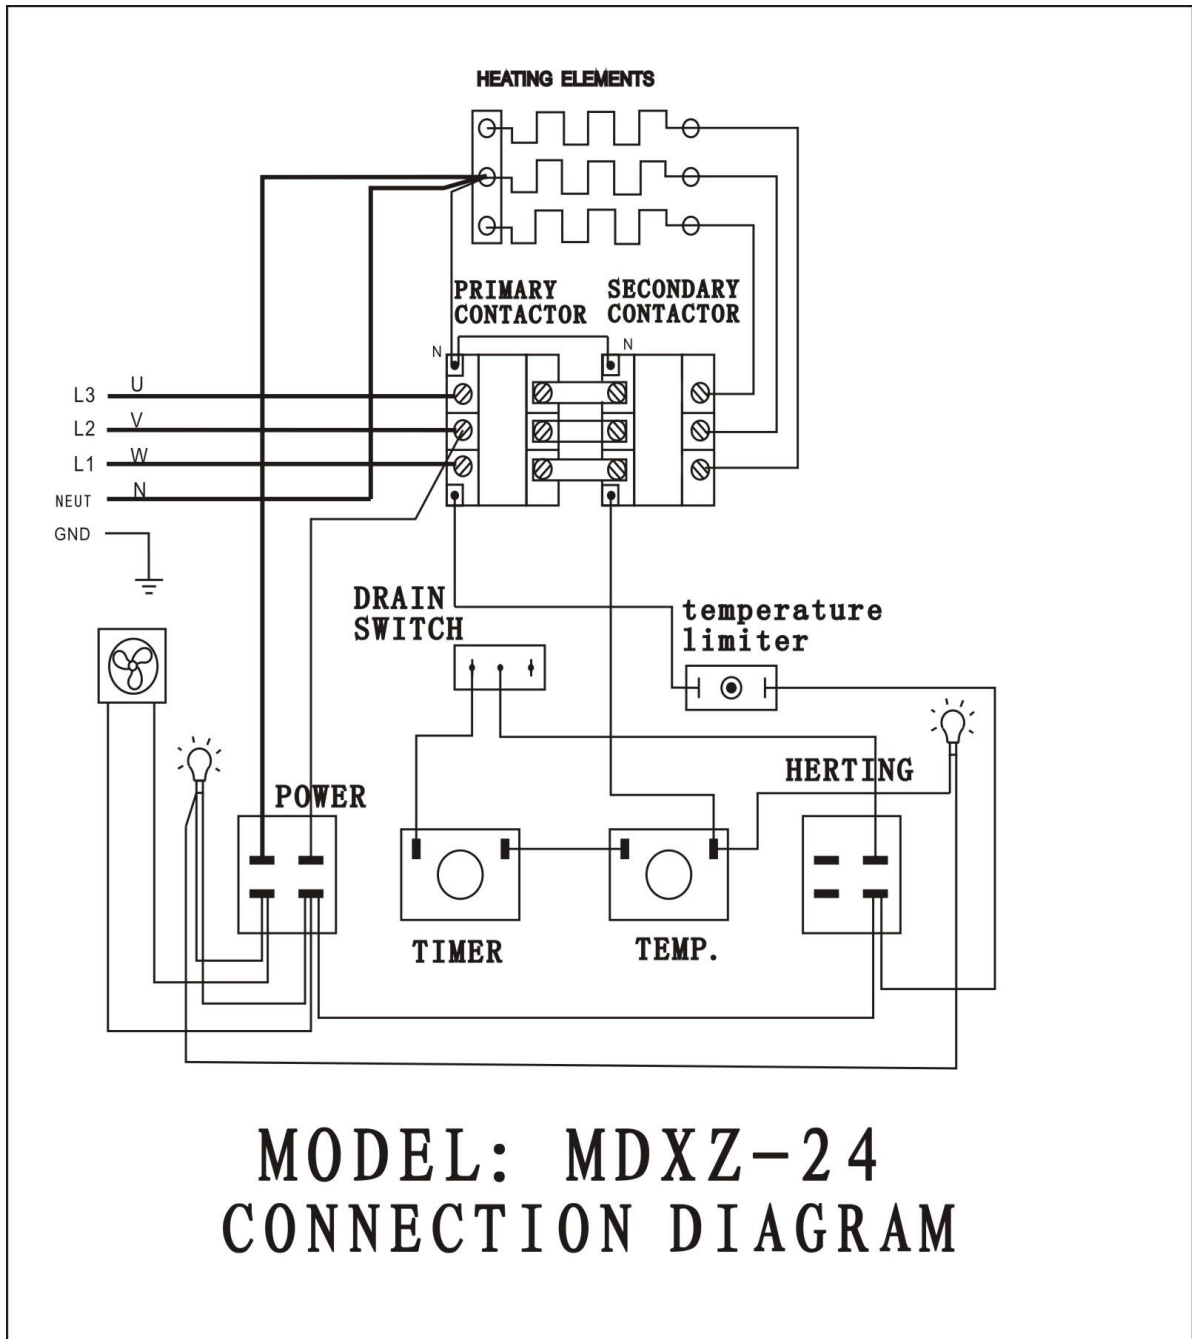 HEATING ELEMENTS
PRIMARY
CONTACTOR
SECONDARY
CONTACTOR
N
N
L3 U
L2 V
L1 W
NEUT N
GND
DRAIN
SWITCH
temperature
limiter
POWER
HERTING
TIMER
TEMP.
MODEL: MDXZ-24
CONNECTION DIAGRAM